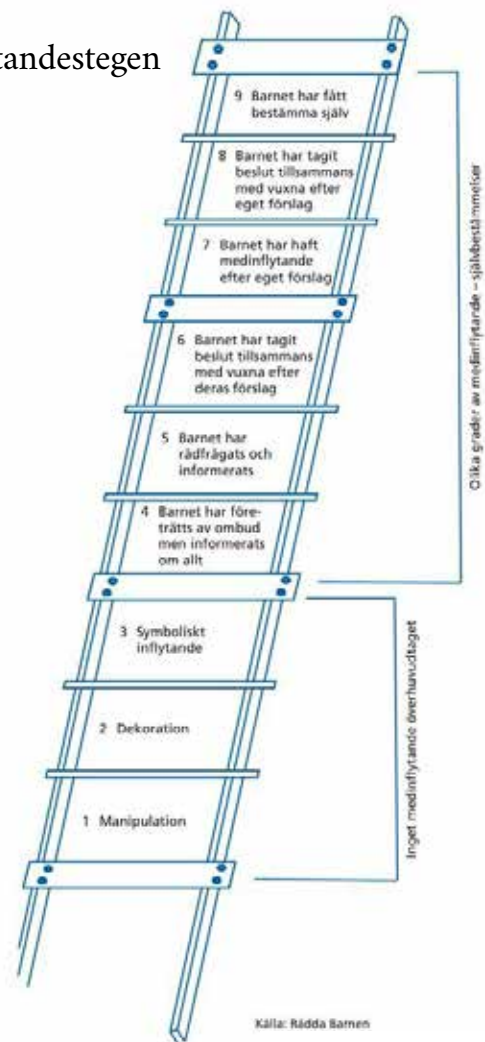 tandestegen
9 Barnet har fått
bestämma själv
8 Barnet har tagit
beslut tillsammans
med vuxna efter
eget förslag
7 Barnet har haft
medinflytande
efter eget förslag
6 Barnet har tagit
beslut tillsammans
med vuxna efter
deras förslag
5 Barnet har
rådfrågats och
informerats
4 Barnet har före-
trätts av ombud
men informerats
om allt
3 Symboliskt
inflytande
2 Dekoration
1 Manipulation
Olika grader av medinflytande – självbestämmelser
Inget medinflytande överhuvudtaget
Källa: Rädda Barnen